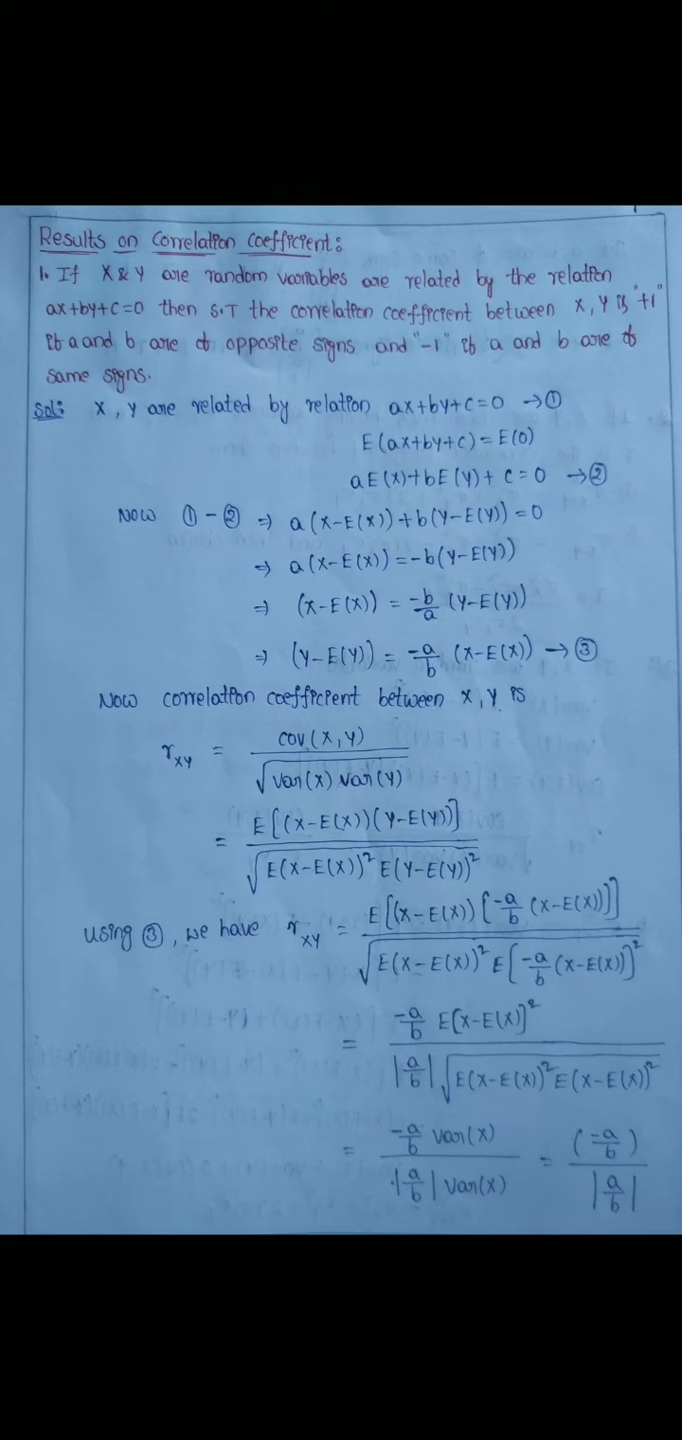 Results on Correlation Coefficient:
1. If X & Y are random variables are related by the relation
ax+by+c=0 then S.T the correlation coefficient between X, Y is "+1"
if a and b are of opposite signs and "-1" if a and b are of
same signs.
Sol: X, Y are related by relation ax+by+c=0 →①
E(ax+by+c)=E(0)
aE(X)+bE(Y)+c=0 →②
Now ①-② ⇒ a(X-E(X))+b(Y-E(Y))=0
⇒ a(X-E(X))=-b(Y-E(Y))
⇒ (X-E(X)) = -b/a (Y-E(Y))
⇒ (Y-E(Y)) = -a/b (X-E(X)) →③
Now correlation coefficient between X, Y is
r_XY = cov(X,Y) / √(var(X) var(Y))
= E[(X-E(X))(Y-E(Y))] / √(E(X-E(X))² E(Y-E(Y))²)
using ③, we have r_XY = E[(X-E(X))[-a/b (X-E(X))]] / √(E(X-E(X))² E[-a/b (X-E(X))]²)
= -a/b E[X-E(X)]² / |a/b| √(E(X-E(X))² E(X-E(X))²)
= -a/b var(X) / |a/b| var(X) = (-a/b) / |a/b|